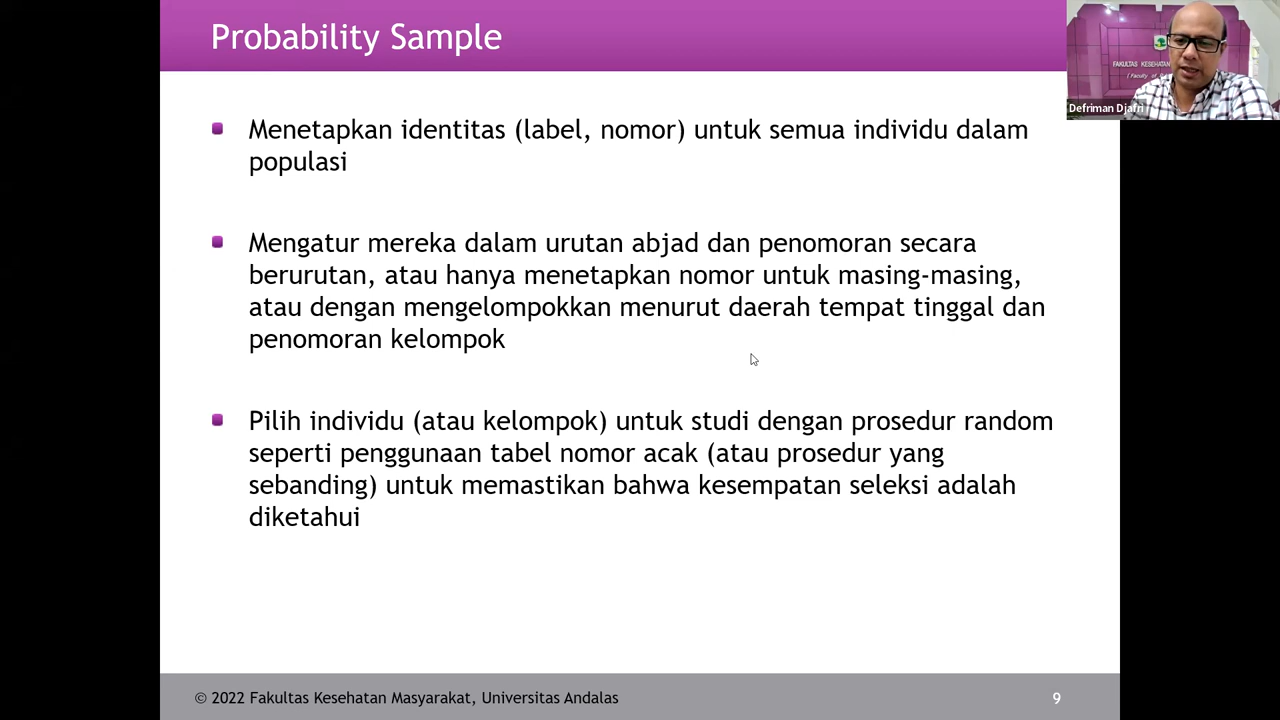 Probability Sample
FAKULTAS KESEHATAN
Defriman Djafri
Menetapkan identitas (label, nomor) untuk semua individu dalam
populasi
Mengatur mereka dalam urutan abjad dan penomoran secara
berurutan, atau hanya menetapkan nomor untuk masing-masing,
atau dengan mengelompokkan menurut daerah tempat tinggal dan
penomoran kelompok
Pilih individu (atau kelompok) untuk studi dengan prosedur random
seperti penggunaan tabel nomor acak (atau prosedur yang
sebanding) untuk memastikan bahwa kesempatan seleksi adalah
diketahui
© 2022 Fakultas Kesehatan Masyarakat, Universitas Andalas
9